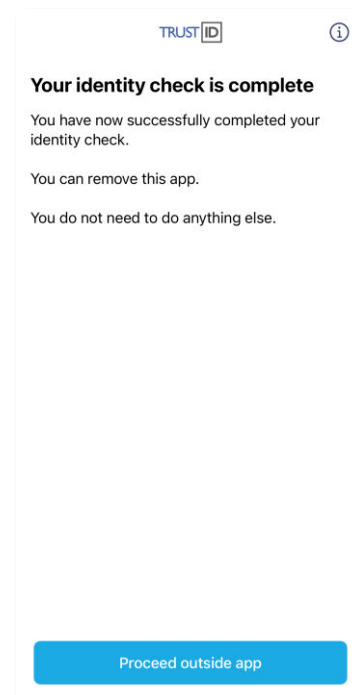 TRUST ID
Your identity check is complete
You have now successfully completed your
identity check.
You can remove this app.
You do not need to do anything else.
Proceed outside app